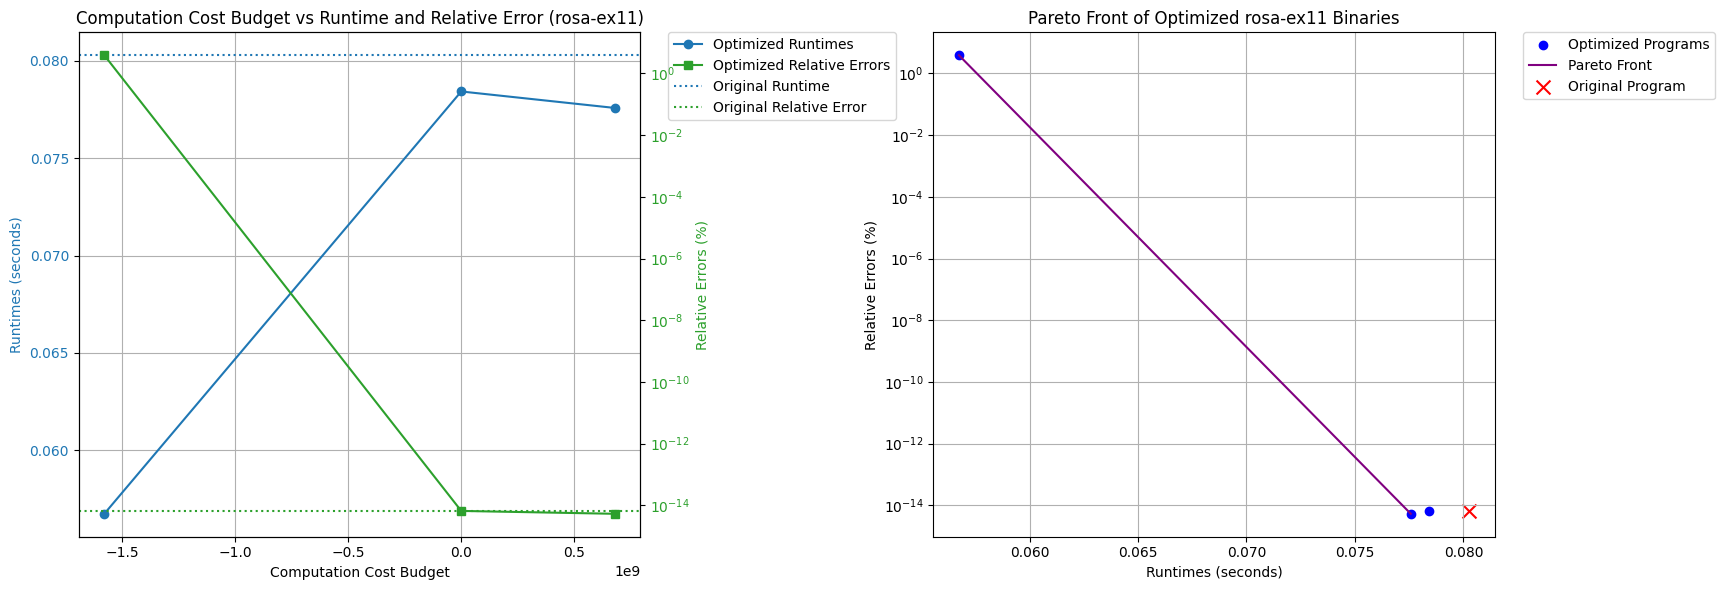 Computation Cost Budget vs Runtime and Relative Error (rosa-ex11)
Runtimes (seconds)
0.080
0.075
0.070
0.065
0.060
−1.5
−1.0
−0.5
0.0
0.5
1e9
Computation Cost Budget
10^0
10^−2
10^−4
10^−6
10^−8
10^−10
10^−12
10^−14
Relative Errors (%)
Optimized Runtimes
Optimized Relative Errors
Original Runtime
Original Relative Error
Pareto Front of Optimized rosa-ex11 Binaries
Relative Errors (%)
10^0
10^−2
10^−4
10^−6
10^−8
10^−10
10^−12
10^−14
0.060
0.065
0.070
0.075
0.080
Runtimes (seconds)
Optimized Programs
Pareto Front
Original Program